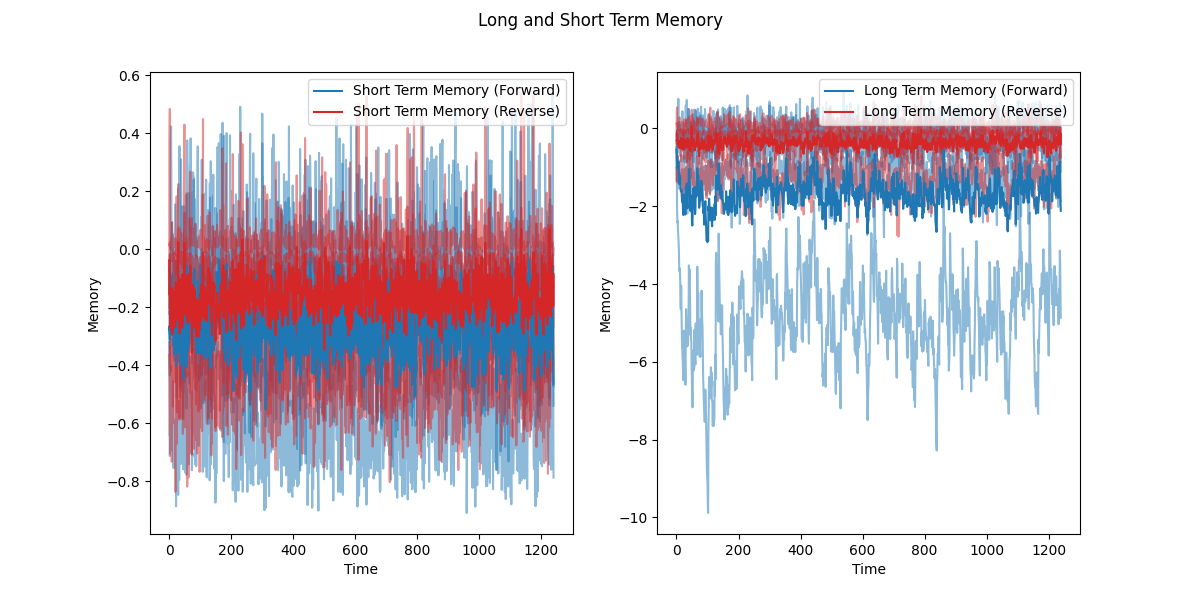 Long and Short Term Memory
Short Term Memory (Forward)
Short Term Memory (Reverse)
0.6
0.4
0.2
0.0
−0.2
−0.4
−0.6
−0.8
Memory
0 200 400 600 800 1000 1200
Time
Long Term Memory (Forward)
Long Term Memory (Reverse)
0
−2
−4
−6
−8
−10
Memory
0 200 400 600 800 1000 1200
Time